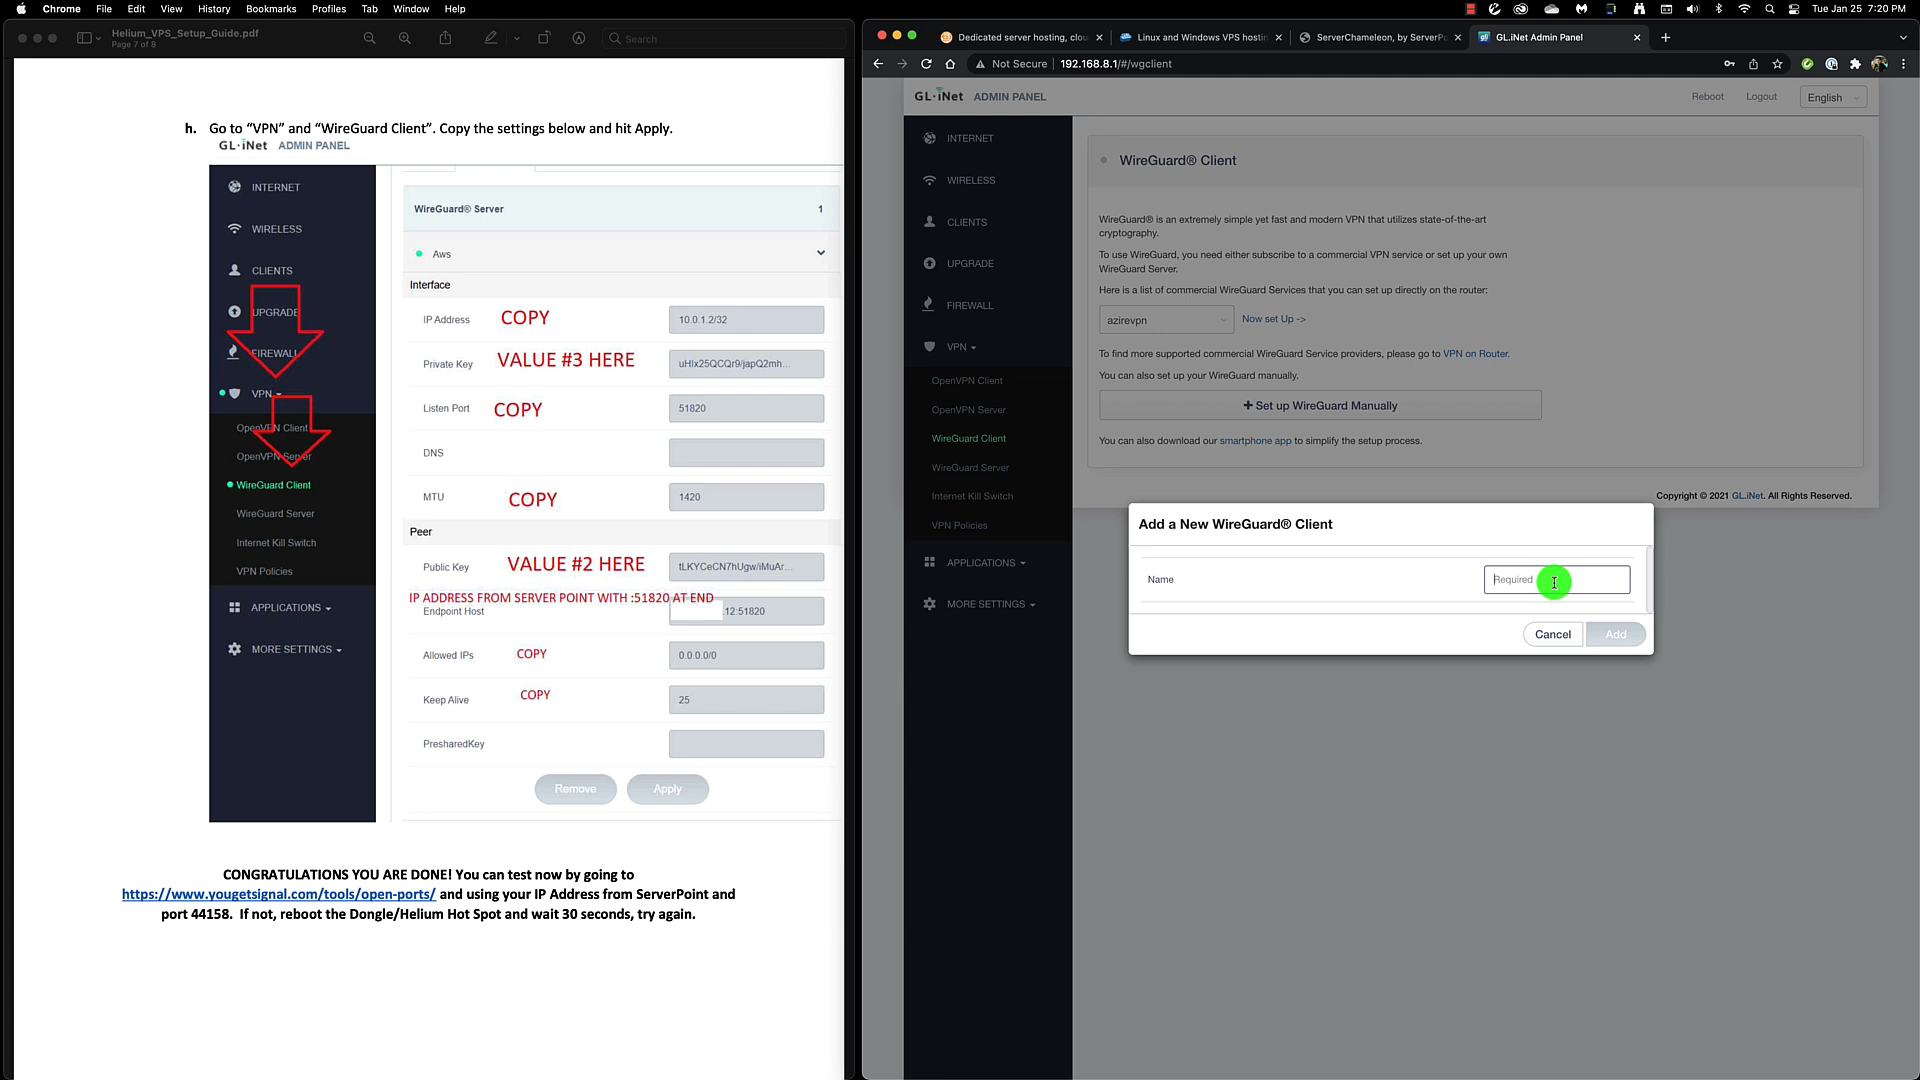 Chrome File Edit View History Bookmarks Profiles Tab Window Help
Tue Jan 25 7:20 PM
Helium_VPS_Setup_Guide.pdf
Page 7 of 8
Search
h. Go to “VPN” and “WireGuard Client”. Copy the settings below and hit Apply.
GL·iNet ADMIN PANEL
INTERNET
WIRELESS
CLIENTS
UPGRADE
FIREWALL
VPN
OpenVPN Client
OpenVPN Server
WireGuard Client
WireGuard Server
Internet Kill Switch
VPN Policies
APPLICATIONS
MORE SETTINGS
WireGuard® Server 1
Aws
Interface
IP Address COPY 10.0.1.2/32
Private Key VALUE #3 HERE uHlx25QCQr9/japQ2mh...
Listen Port COPY 51820
DNS
MTU COPY 1420
Peer
Public Key VALUE #2 HERE tLKYCeCN7hUgw/iMuAr...
IP ADDRESS FROM SERVER POINT WITH :51820 AT END
Endpoint Host .12:51820
Allowed IPs COPY 0.0.0.0/0
Keep Alive COPY 25
PresharedKey
Remove Apply
CONGRATULATIONS YOU ARE DONE! You can test now by going to
https://www.yougetsignal.com/tools/open-ports/ and using your IP Address from ServerPoint and
port 44158. If not, reboot the Dongle/Helium Hot Spot and wait 30 seconds, try again.
Dedicated server hosting, clou
Linux and Windows VPS hostin
ServerChameleon, by ServerPo
GL.iNet Admin Panel
Not Secure 192.168.8.1/#/wgclient
GL·iNet ADMIN PANEL
Reboot Logout English
INTERNET
WIRELESS
CLIENTS
UPGRADE
FIREWALL
VPN
OpenVPN Client
OpenVPN Server
WireGuard Client
WireGuard Server
Internet Kill Switch
VPN Policies
APPLICATIONS
MORE SETTINGS
WireGuard® Client
WireGuard® is an extremely simple yet fast and modern VPN that utilizes state-of-the-art
cryptography.
To use WireGuard, you need either subscribe to a commercial VPN service or set up your own
WireGuard Server.
Here is a list of commercial WireGuard Services that you can set up directly on the router:
azirevpn Now set Up ->
To find more supported commercial WireGuard Service providers, please go to VPN on Router.
You can also set up your WireGuard manually.
+ Set up WireGuard Manually
You can also download our smartphone app to simplify the setup process.
Copyright © 2021 GL.iNet. All Rights Reserved.
Add a New WireGuard® Client
Name Required
Cancel Add